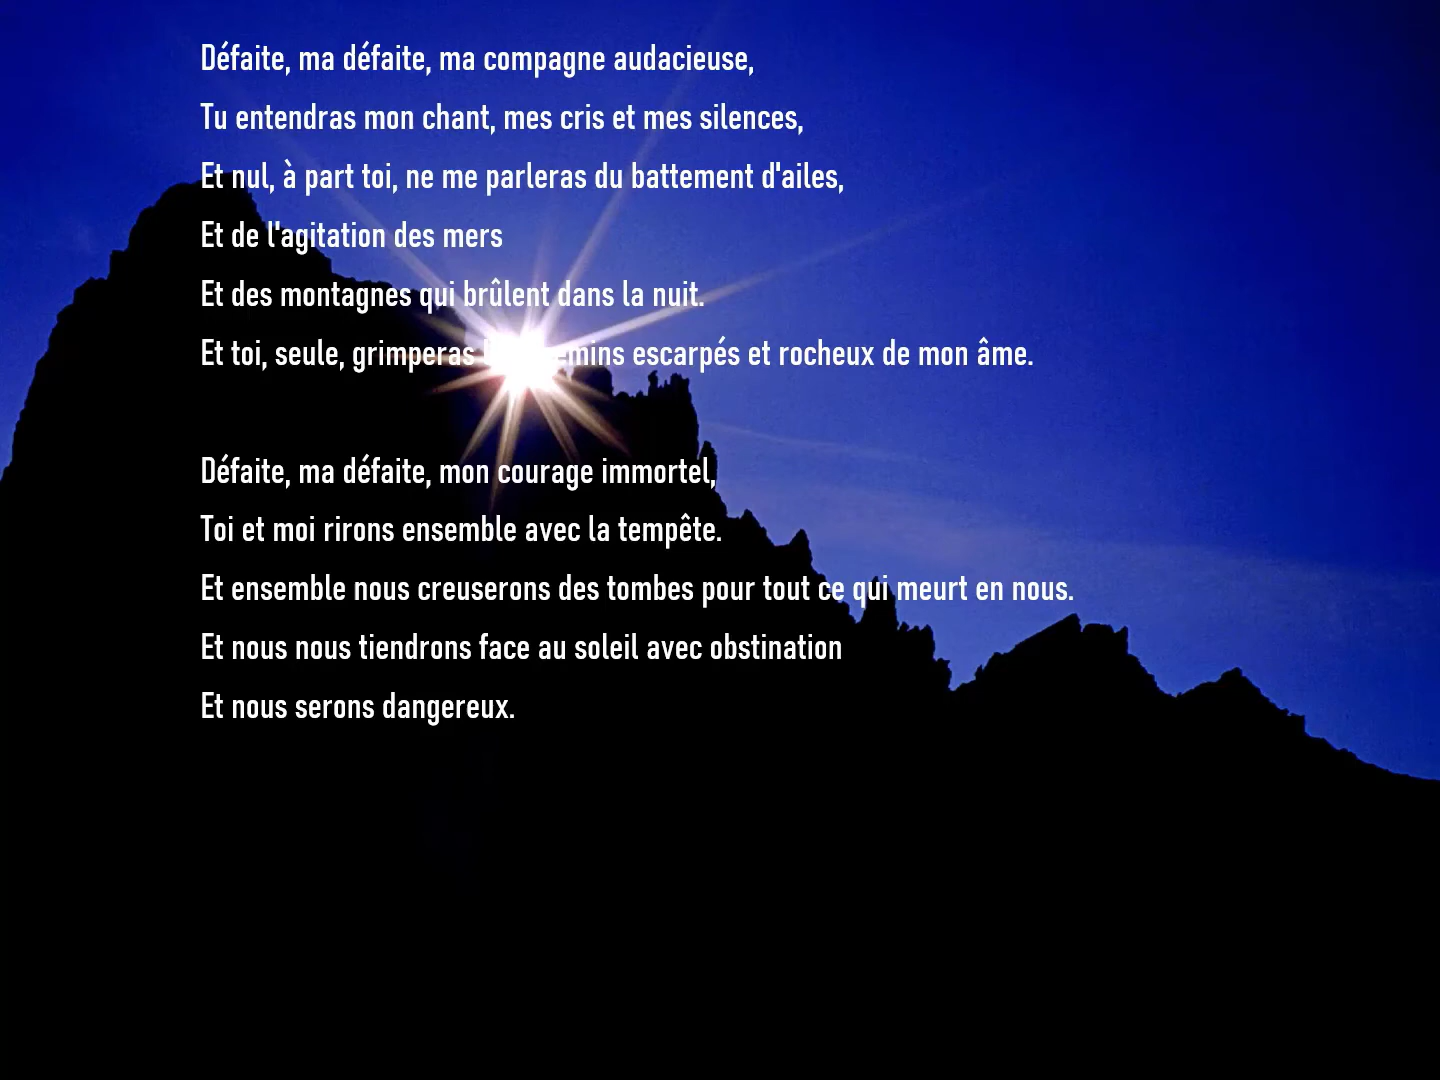 Défaite, ma défaite, ma compagne audacieuse,
Tu entendras mon chant, mes cris et mes silences,
Et nul, à part toi, ne me parleras du battement d'ailes,
Et de l'agitation des mers
Et des montagnes qui brûlent dans la nuit.
Et toi, seule, grimperas escarpés et rocheux de mon âme.
Défaite, ma défaite, mon courage immortel,
Toi et moi rirons ensemble avec la tempête.
Et ensemble nous creuserons des tombes pour tout ce qui meurt en nous.
Et nous nous tiendrons face au soleil avec obstination
Et nous serons dangereux.